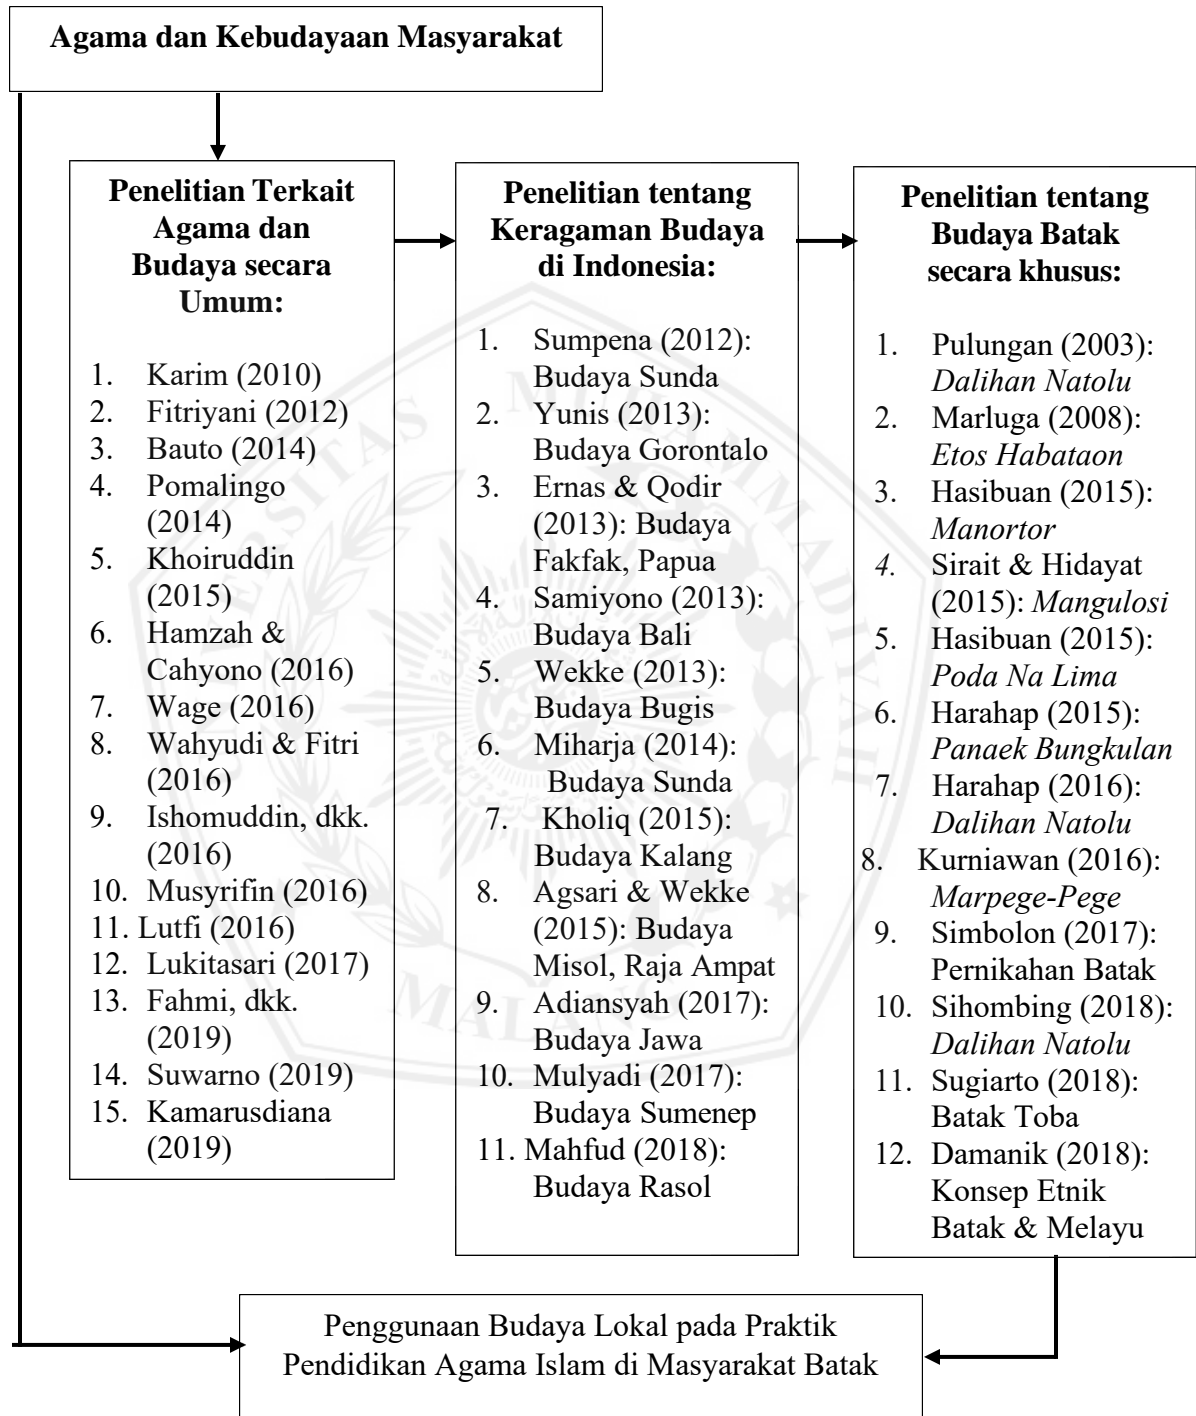 Agama dan Kebudayaan Masyarakat
Penelitian Terkait
Agama dan
Budaya secara
Umum:
1. Karim (2010)
2. Fitriyani (2012)
3. Bauto (2014)
4. Pomalingo
(2014)
5. Khoiruddin
(2015)
6. Hamzah &
Cahyono (2016)
7. Wage (2016)
8. Wahyudi & Fitri
(2016)
9. Ishomuddin, dkk.
(2016)
10. Musyrifin (2016)
11. Lutfi (2016)
12. Lukitasari (2017)
13. Fahmi, dkk.
(2019)
14. Suwarno (2019)
15. Kamarusdiana
(2019)
Penelitian tentang
Keragaman Budaya
di Indonesia:
1. Sumpena (2012):
Budaya Sunda
2. Yunis (2013):
Budaya Gorontalo
3. Ernas & Qodir
(2013): Budaya
Fakfak, Papua
4. Samiyono (2013):
Budaya Bali
5. Wekke (2013):
Budaya Bugis
6. Miharja (2014):
Budaya Sunda
7. Kholiq (2015):
Budaya Kalang
8. Agsari & Wekke
(2015): Budaya
Misol, Raja Ampat
9. Adiansyah (2017):
Budaya Jawa
10. Mulyadi (2017):
Budaya Sumenep
11. Mahfud (2018):
Budaya Rasol
Penelitian tentang
Budaya Batak
secara khusus:
1. Pulungan (2003):
Dalihan Natolu
2. Marluga (2008):
Etos Habataon
3. Hasibuan (2015):
Manortor
4. Sirait & Hidayat
(2015): Mangulosi
5. Hasibuan (2015):
Poda Na Lima
6. Harahap (2015):
Panaek Bungkulan
7. Harahap (2016):
Dalihan Natolu
8. Kurniawan (2016):
Marpege-Pege
9. Simbolon (2017):
Pernikahan Batak
10. Sihombing (2018):
Dalihan Natolu
11. Sugiarto (2018):
Batak Toba
12. Damanik (2018):
Konsep Etnik
Batak & Melayu
Penggunaan Budaya Lokal pada Praktik
Pendidikan Agama Islam di Masyarakat Batak
UNIVERSITAS MUHAMMADIYAH
MALANG